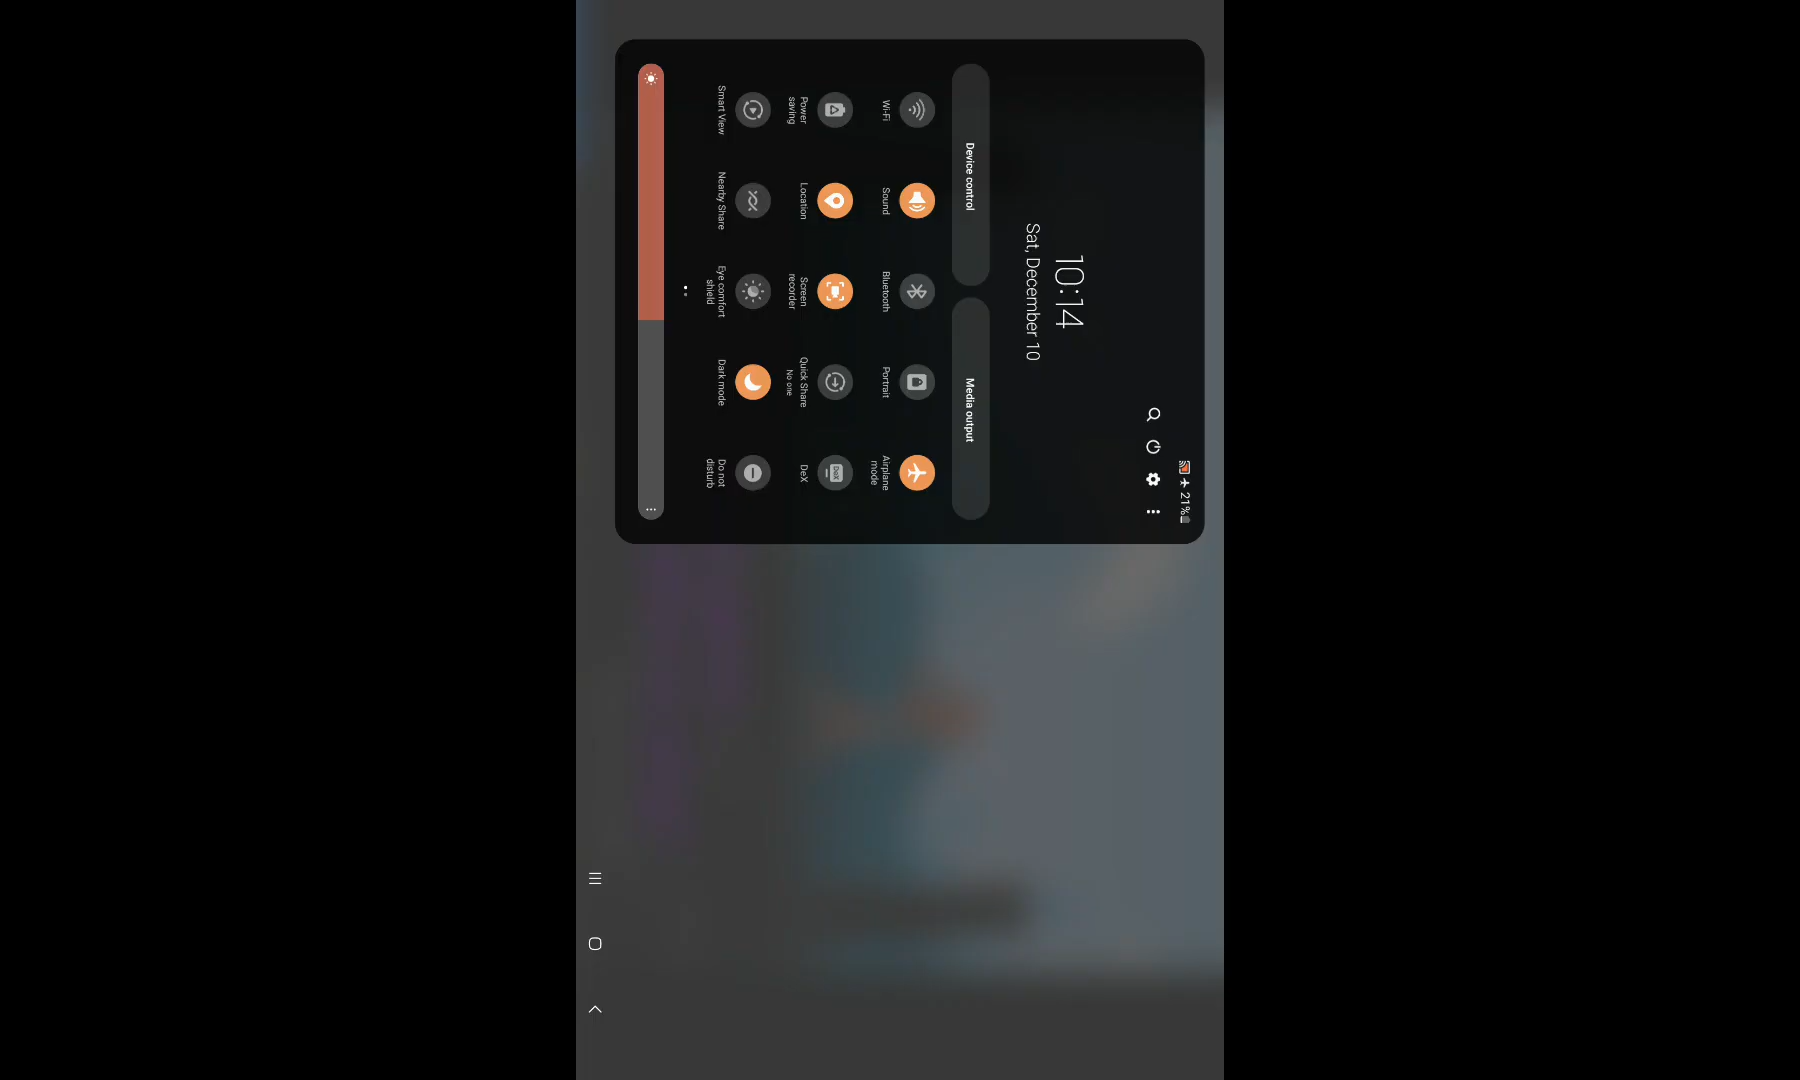 21%
10:14
Sat, December 10
Device control
Media output
Wi-Fi
Sound
Bluetooth
Portrait
Airplane
mode
Power
saving
Location
Screen
recorder
Quick Share
No one
DeX
DeX
Smart View
Nearby Share
Eye comfort
shield
Dark mode
Do not
disturb